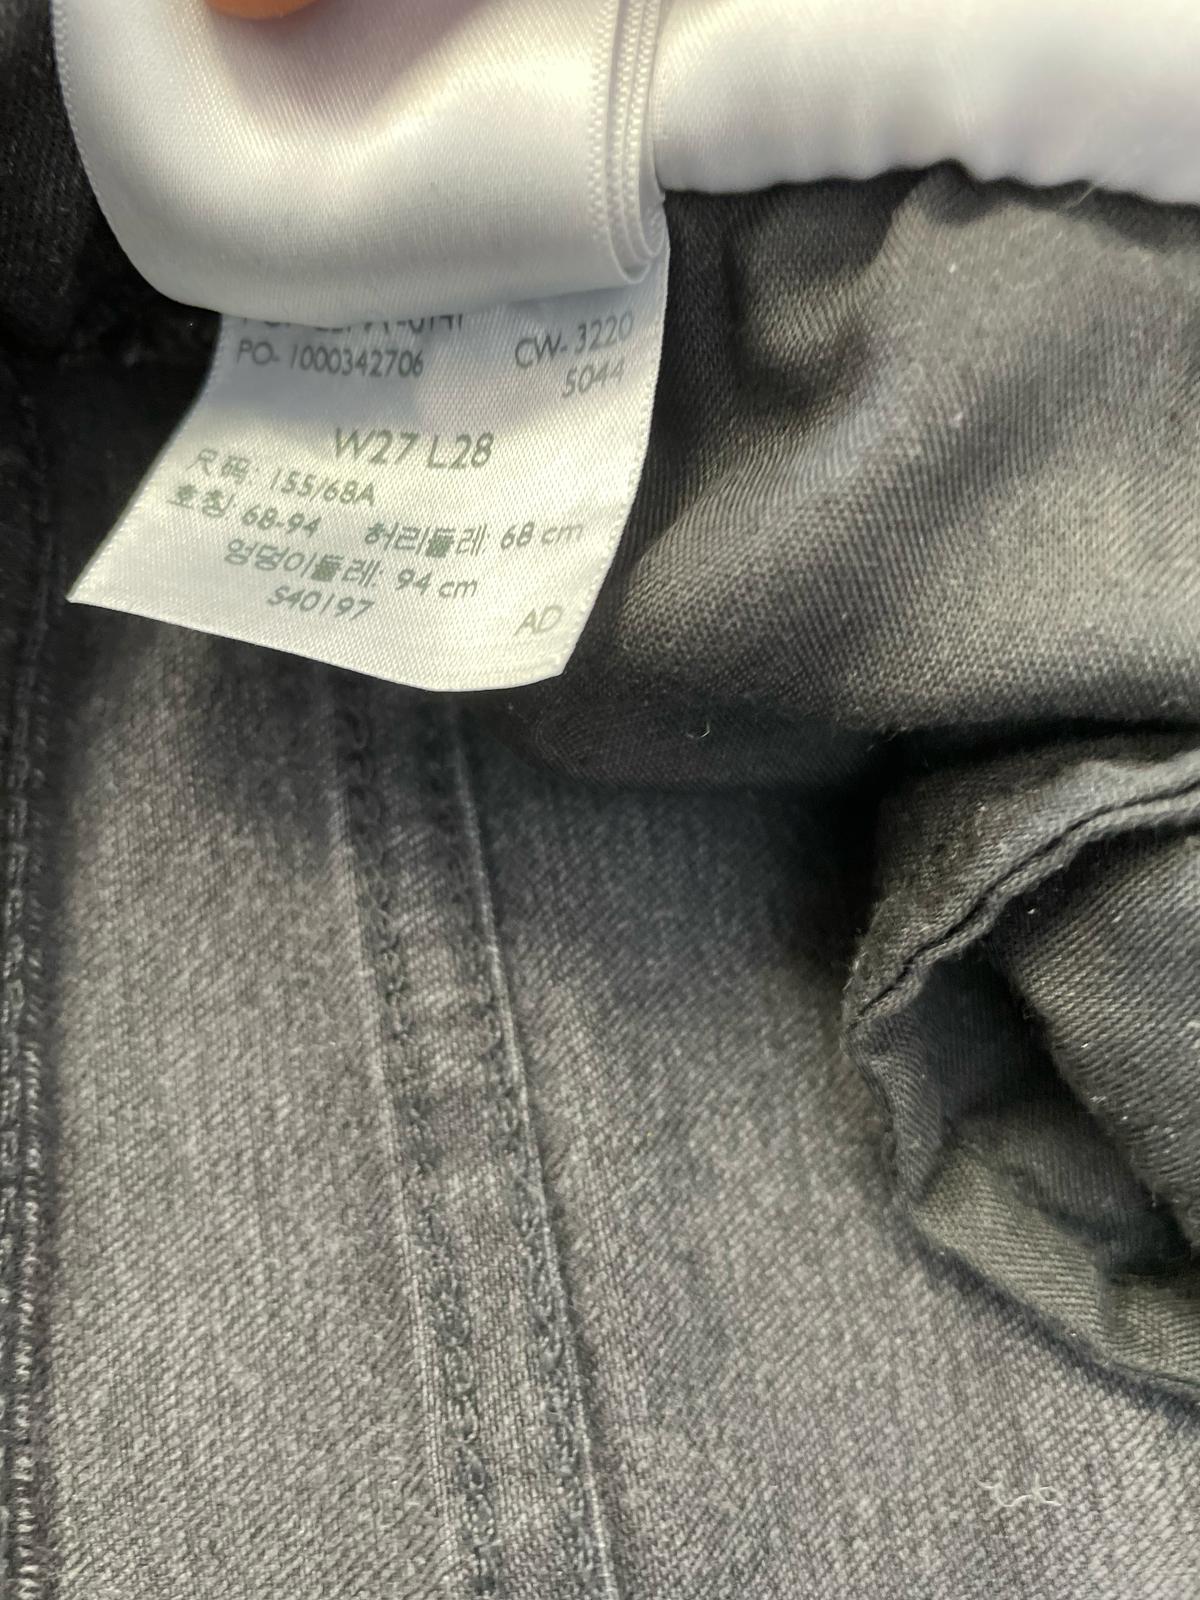 PO- 1000342706
CW- 3220
5044
W27 L28
尺码: 155/68A
호칭: 68-94 허리둘레: 68 cm
엉덩이둘레: 94 cm
S40197
AD